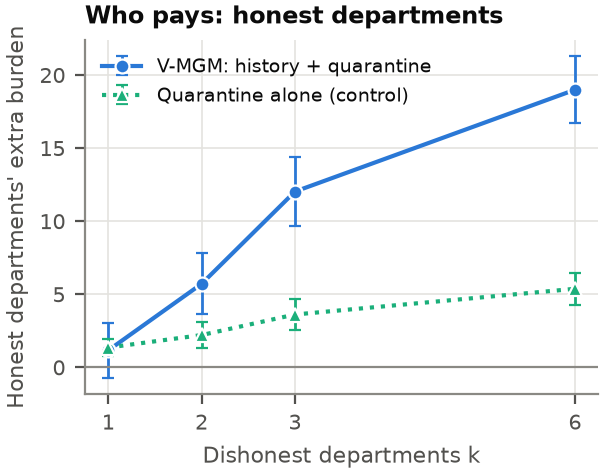 Who pays: honest departments
Honest departments' extra burden
V-MGM: history + quarantine
Quarantine alone (control)
20
15
10
5
0
1
2
3
6
Dishonest departments k